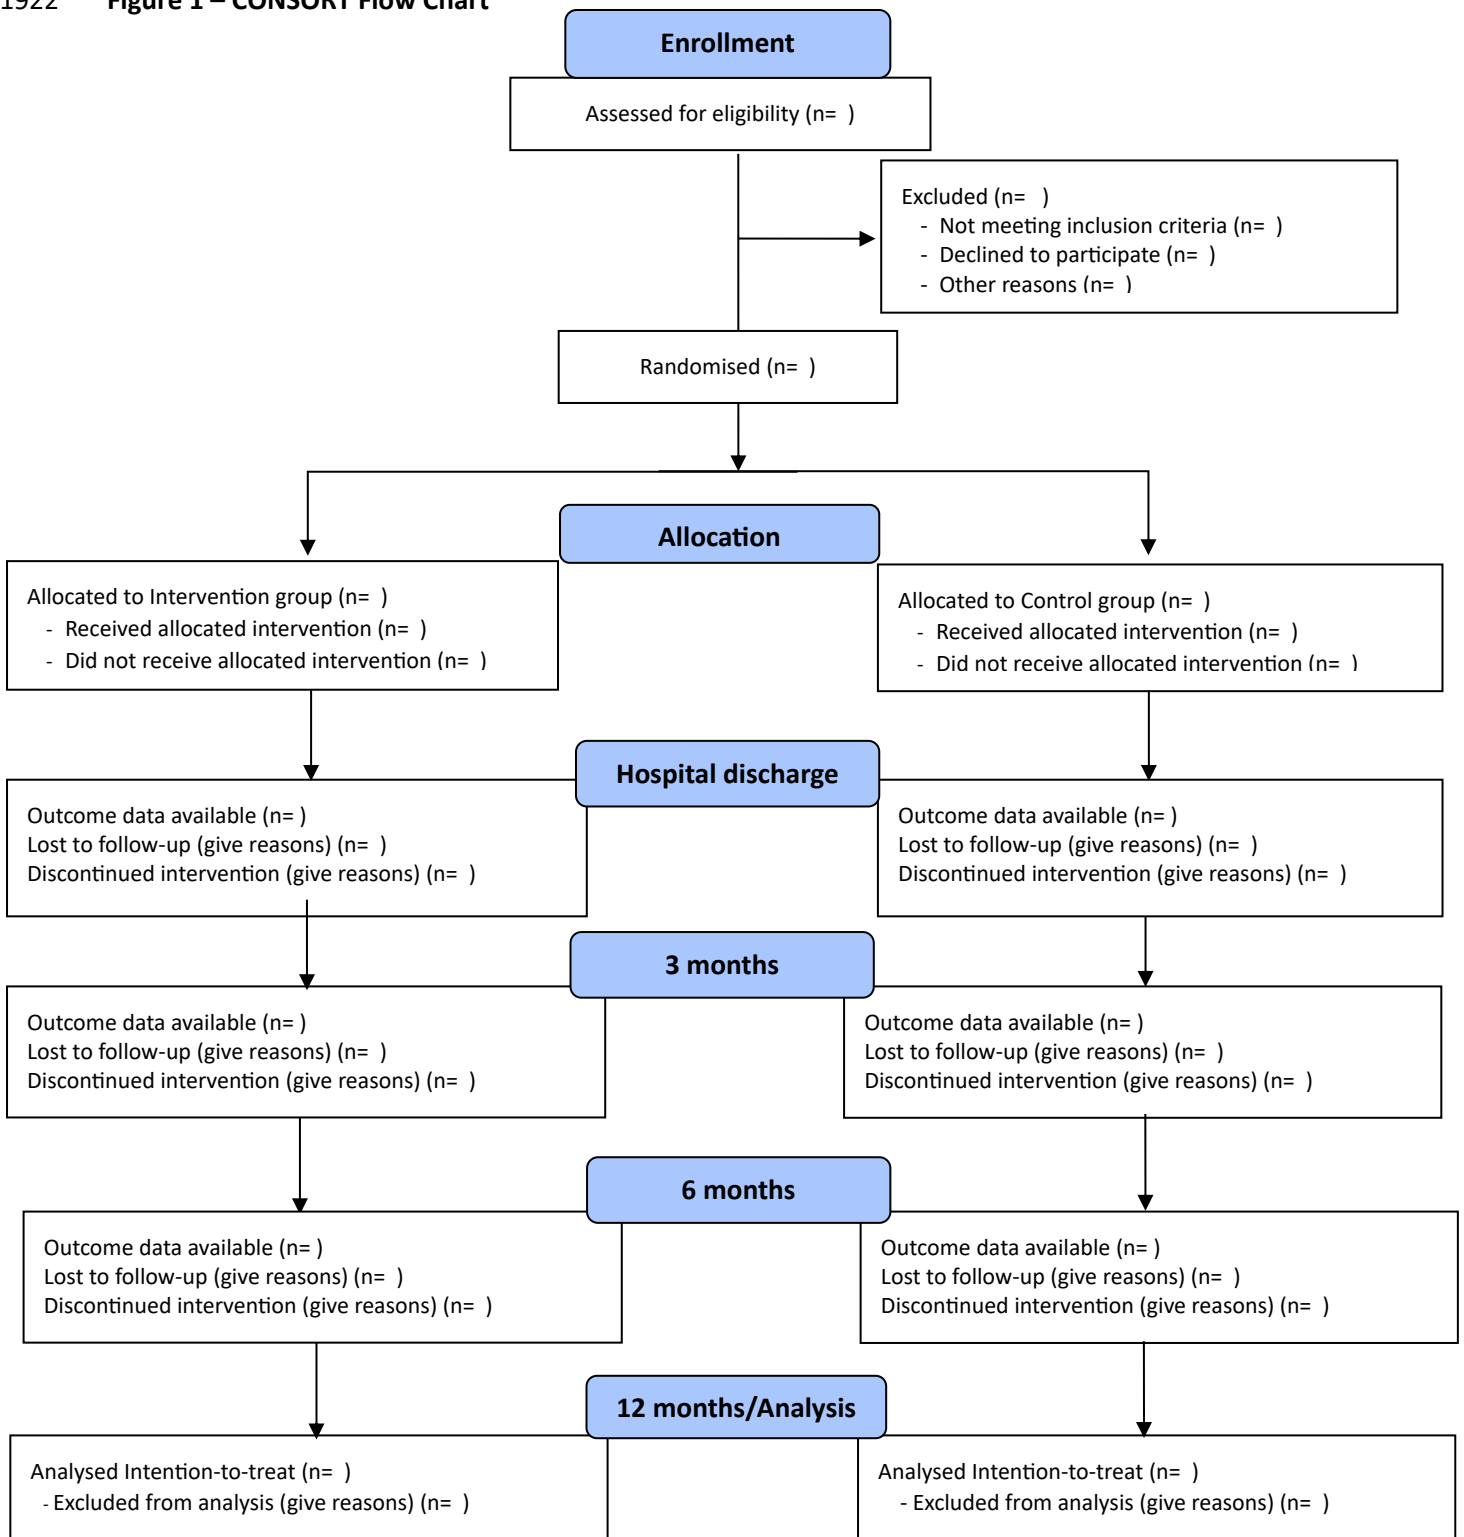 1922 Figure 1 – CONSORT Flow Chart
Enrollment
Assessed for eligibility (n=  )
Excluded (n=   )
- Not meeting inclusion criteria (n=  )
- Declined to participate (n=  )
- Other reasons (n=  )
Randomised (n=  )
Allocation
Allocated to Intervention group (n=  )
- Received allocated intervention (n=  )
- Did not receive allocated intervention (n=  )
Allocated to Control group (n=  )
- Received allocated intervention (n=  )
- Did not receive allocated intervention (n=  )
Hospital discharge
Outcome data available (n= )
Lost to follow-up (give reasons) (n=  )
Discontinued intervention (give reasons) (n=  )
Outcome data available (n= )
Lost to follow-up (give reasons) (n=  )
Discontinued intervention (give reasons) (n=  )
3 months
Outcome data available (n= )
Lost to follow-up (give reasons) (n=  )
Discontinued intervention (give reasons) (n=  )
Outcome data available (n= )
Lost to follow-up (give reasons) (n=  )
Discontinued intervention (give reasons) (n=  )
6 months
Outcome data available (n= )
Lost to follow-up (give reasons) (n=  )
Discontinued intervention (give reasons) (n=  )
Outcome data available (n= )
Lost to follow-up (give reasons) (n=  )
Discontinued intervention (give reasons) (n=  )
12 months/Analysis
Analysed Intention-to-treat (n=  )
- Excluded from analysis (give reasons) (n=  )
Analysed Intention-to-treat (n=  )
- Excluded from analysis (give reasons) (n=  )